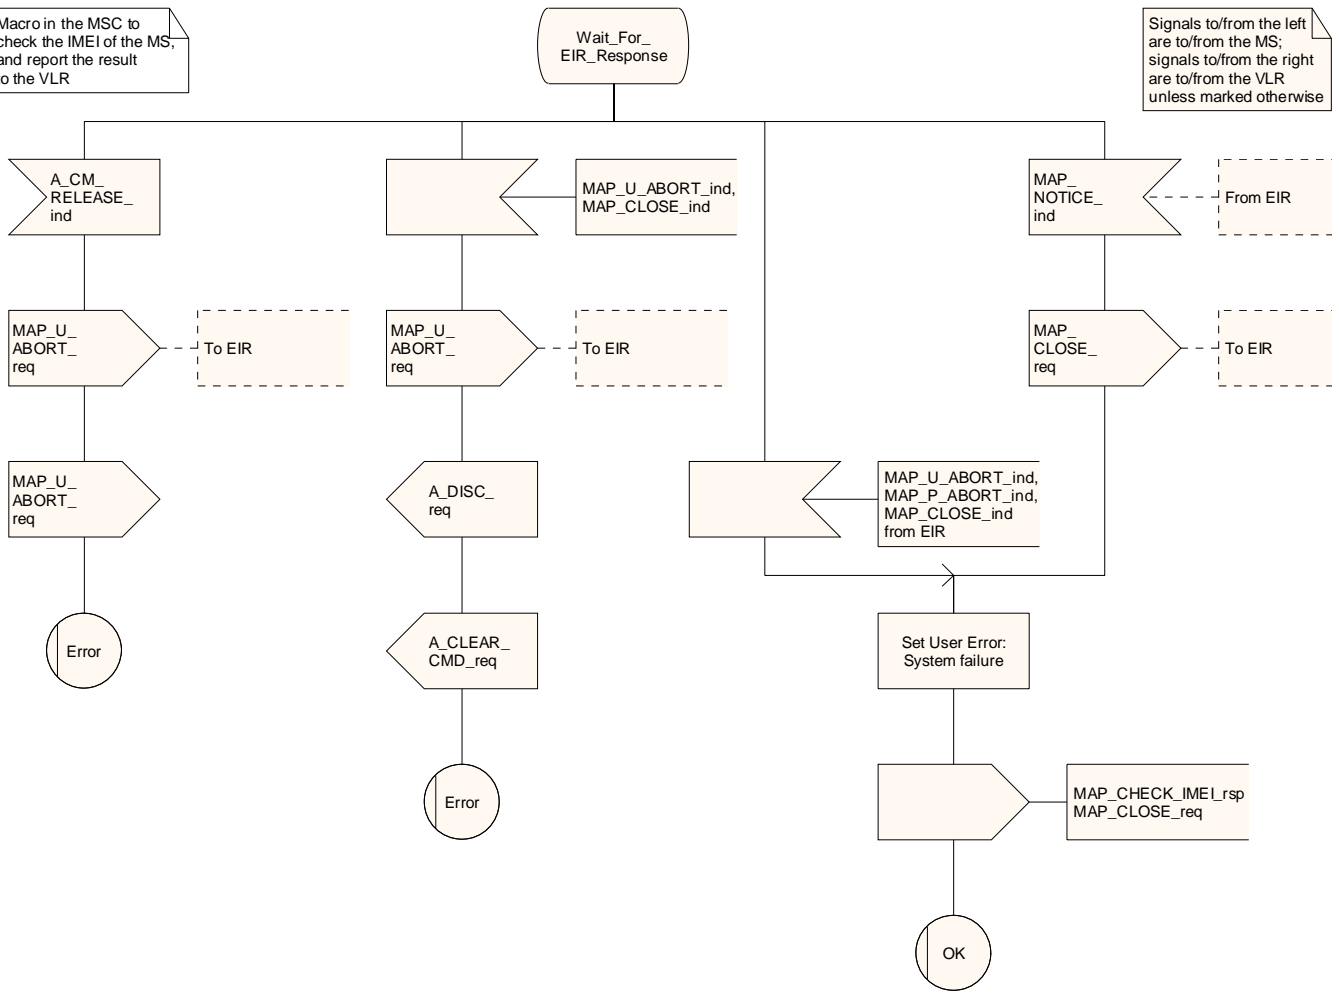 Macro in the MSC to
check the IMEI of the MS,
and report the result
to the VLR
Wait_For_
EIR_Response
Signals to/from the left
are to/from the MS;
signals to/from the right
are to/from the VLR
unless marked otherwise
A_CM_
RELEASE_
ind
MAP_U_ABORT_ind,
MAP_CLOSE_ind
MAP_
NOTICE_
ind
From EIR
MAP_U_
ABORT_
req
To EIR
MAP_U_
ABORT_
req
To EIR
MAP_
CLOSE_
req
To EIR
MAP_U_
ABORT_
req
A_DISC_
req
MAP_U_ABORT_ind,
MAP_P_ABORT_ind,
MAP_CLOSE_ind
from EIR
Error
A_CLEAR_
CMD_req
Set User Error:
System failure
Error
MAP_CHECK_IMEI_rsp
MAP_CLOSE_req
OK